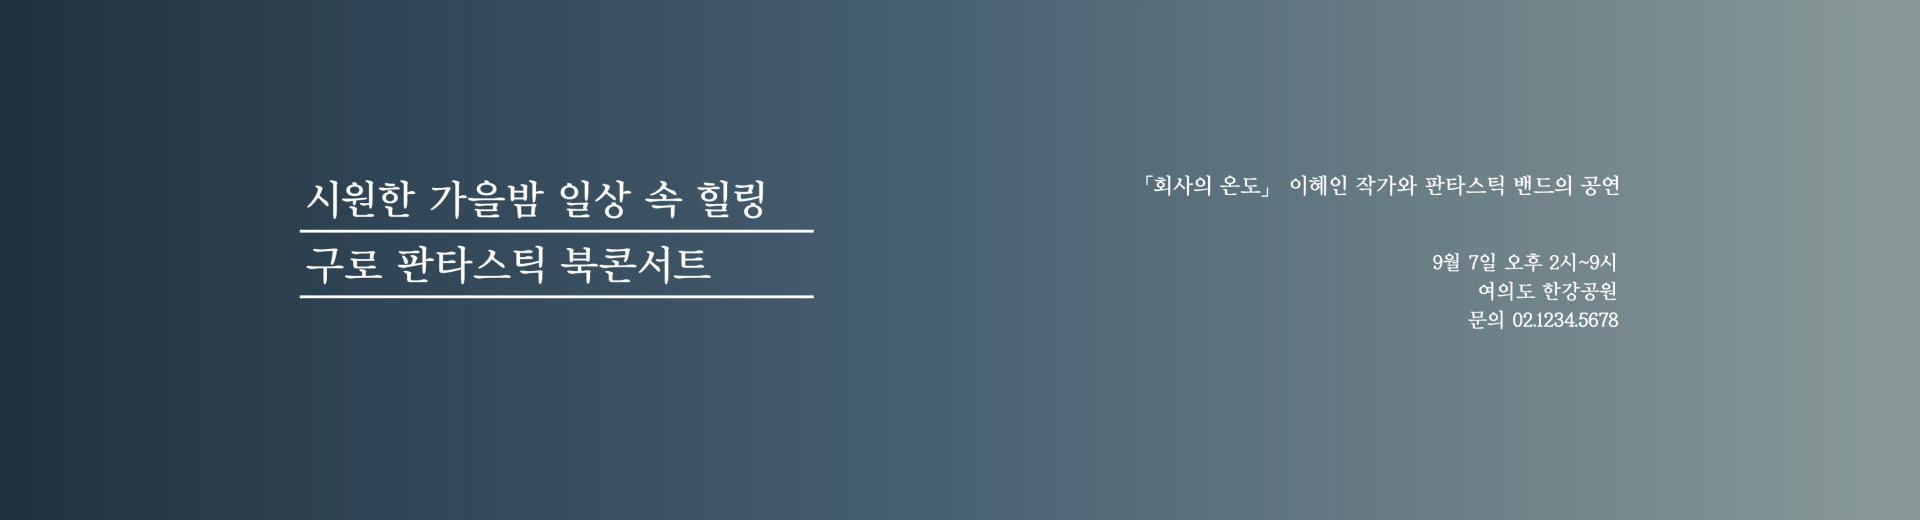 시원한 가을밤 일상 속 힐링
구로 판타스틱 북콘서트
「회사의 온도」 이혜인 작가와 판타스틱 밴드의 공연
9월 7일 오후 2시~9시
여의도 한강공원
문의 02.1234.5678